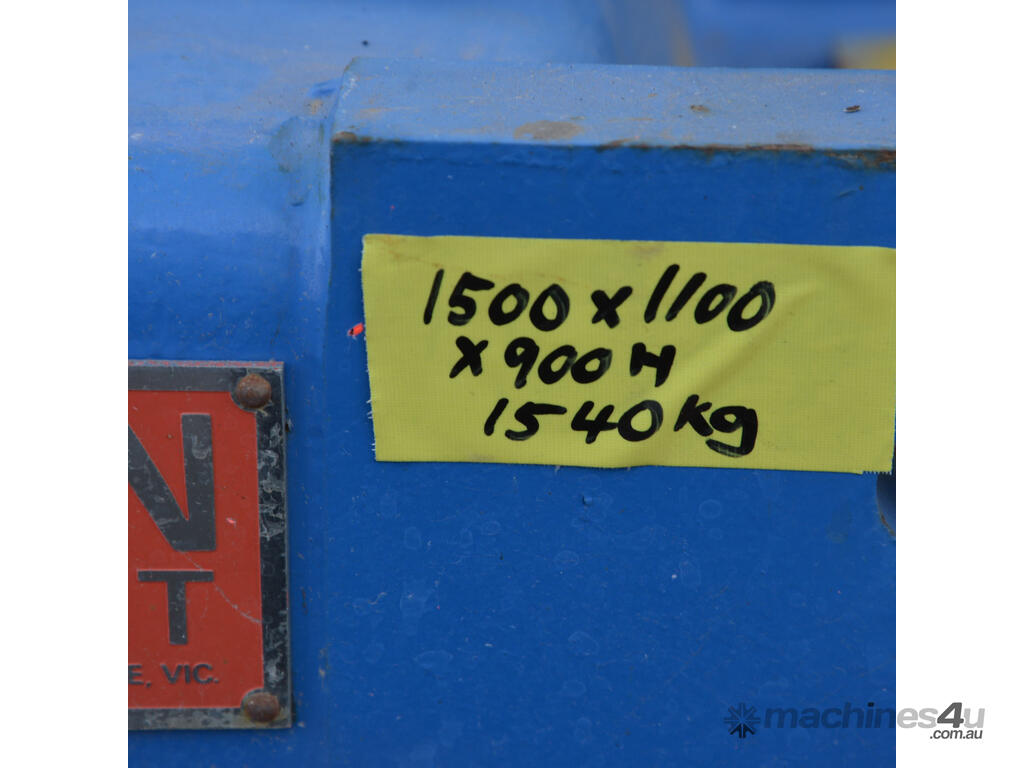 1500 x 1100
x 900 H
1540 kg
N
T
E, VIC.
machines4u
.com.au